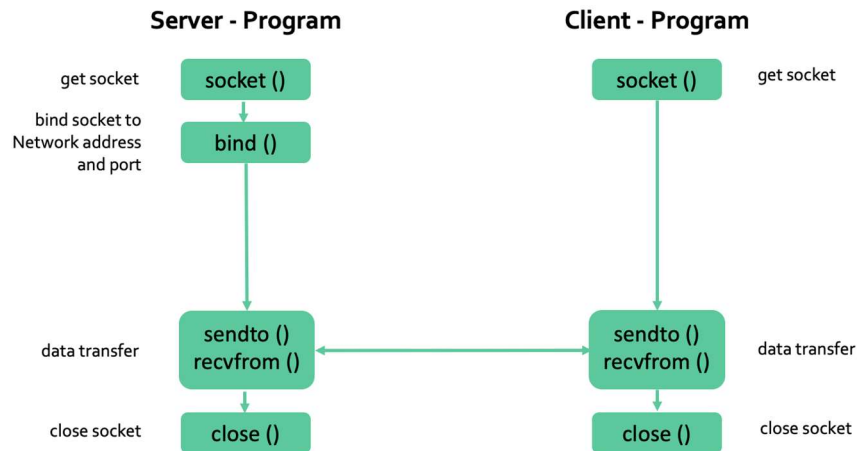 Server - Program
Client - Program
get socket
socket ()
socket ()
get socket
bind socket to
Network address
and port
bind ()
data transfer
sendto ()
recvfrom ()
sendto ()
recvfrom ()
data transfer
close socket
close ()
close ()
close socket